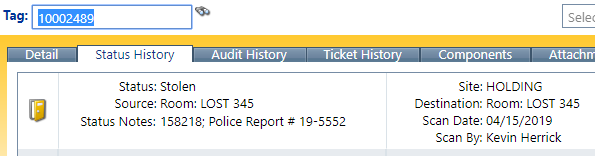 Tag: 10002489
Selec
Detail Status History Audit History Ticket History Components Attachm
Status: Stolen
Source: Room: LOST 345
Status Notes: 158218; Police Report # 19-5552
Site: HOLDING
Destination: Room: LOST 345
Scan Date: 04/15/2019
Scan By: Kevin Herrick